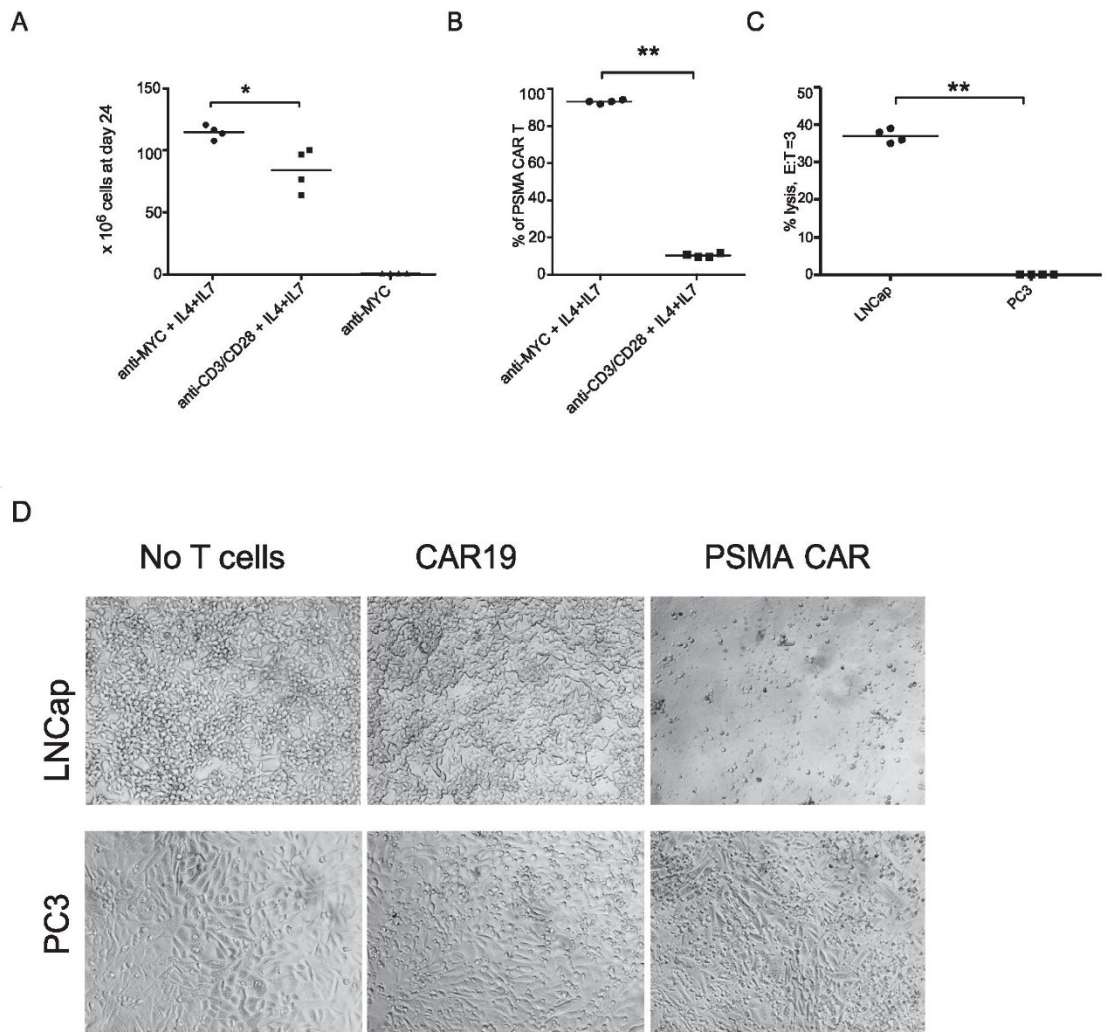 A
B
C
*
**
**
x 10⁶ cells at day 24
150
100
50
0
anti-MYC + IL4+IL7
anti-CD3/CD28 + IL4+IL7
anti-MYC
% of PSMA CAR T
100
80
60
40
20
0
anti-MYC + IL4+IL7
anti-CD3/CD28 + IL4+IL7
% lysis, E:T =3
50
40
30
20
10
0
LNCap
PC3
D
No T cells
CAR19
PSMA CAR
LNCap
PC3